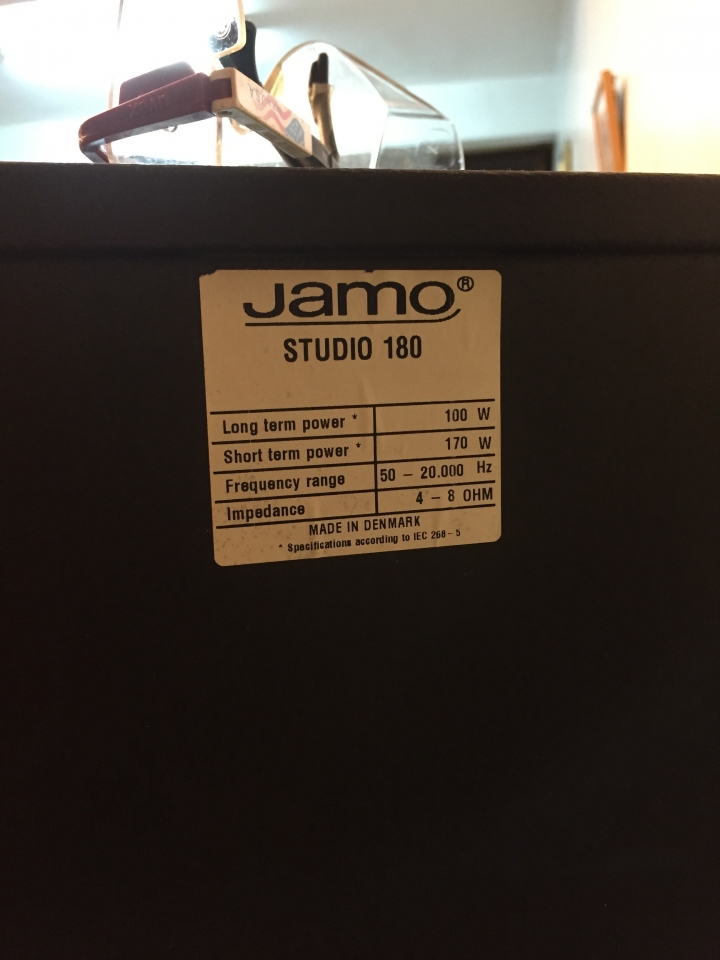 Jamo®
STUDIO 180
Long term power * 100 W
Short term power * 170 W
Frequency range 50 – 20.000 Hz
Impedance 4 – 8 OHM
MADE IN DENMARK
* Specifications according to IEC 268-5